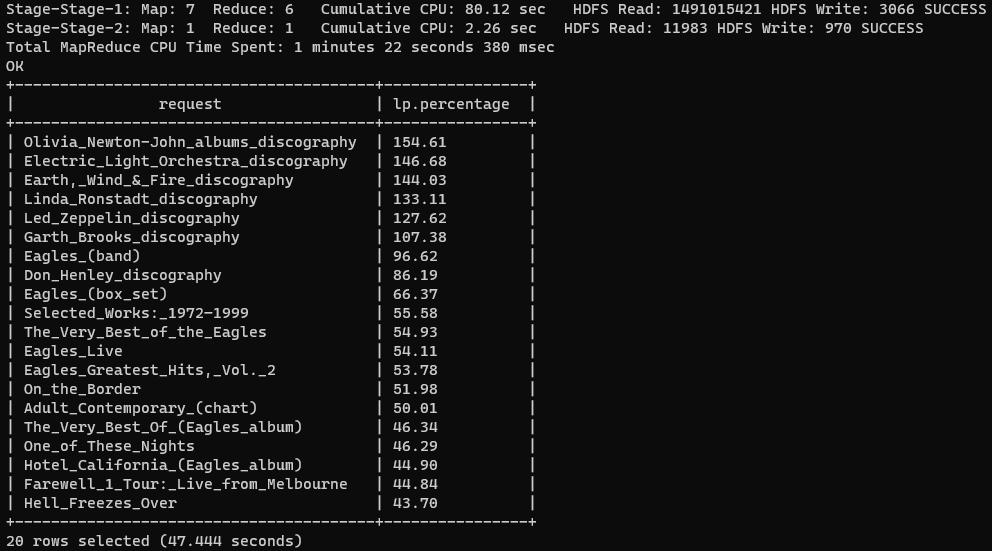 Stage-Stage-1: Map: 7  Reduce: 6   Cumulative CPU: 80.12 sec   HDFS Read: 1491015421 HDFS Write: 3066 SUCCESS
Stage-Stage-2: Map: 1  Reduce: 1   Cumulative CPU: 2.26 sec   HDFS Read: 11983 HDFS Write: 970 SUCCESS
Total MapReduce CPU Time Spent: 1 minutes 22 seconds 380 msec
OK
+----------------------------------------+----------------+
|                request                 | lp.percentage  |
+----------------------------------------+----------------+
| Olivia_Newton-John_albums_discography  | 154.61         |
| Electric_Light_Orchestra_discography   | 146.68         |
| Earth,_Wind_&_Fire_discography         | 144.03         |
| Linda_Ronstadt_discography             | 133.11         |
| Led_Zeppelin_discography               | 127.62         |
| Garth_Brooks_discography               | 107.38         |
| Eagles_(band)                          | 96.62          |
| Don_Henley_discography                 | 86.19          |
| Eagles_(box_set)                       | 66.37          |
| Selected_Works:_1972-1999              | 55.58          |
| The_Very_Best_of_the_Eagles            | 54.93          |
| Eagles_Live                            | 54.11          |
| Eagles_Greatest_Hits,_Vol._2           | 53.78          |
| On_the_Border                          | 51.98          |
| Adult_Contemporary_(chart)             | 50.01          |
| The_Very_Best_Of_(Eagles_album)        | 46.34          |
| One_of_These_Nights                    | 46.29          |
| Hotel_California_(Eagles_album)        | 44.90          |
| Farewell_1_Tour:_Live_from_Melbourne   | 44.84          |
| Hell_Freezes_Over                      | 43.70          |
+----------------------------------------+----------------+
20 rows selected (47.444 seconds)